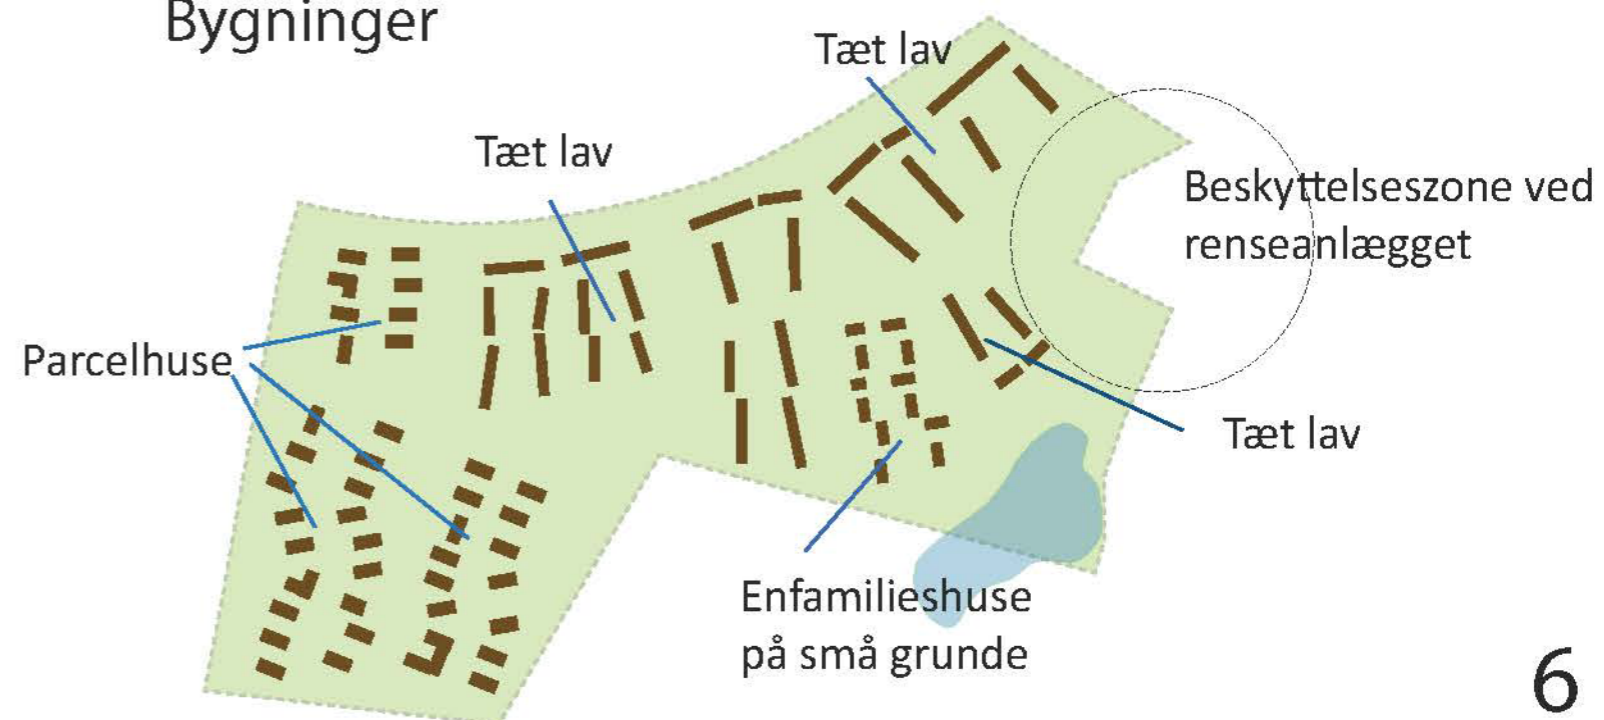 Bygninger
Tæt lav
Tæt lav
Beskyttelseszone ved
renseanlægget
Parcelhuse
Tæt lav
Enfamilieshuse
på små grunde
6